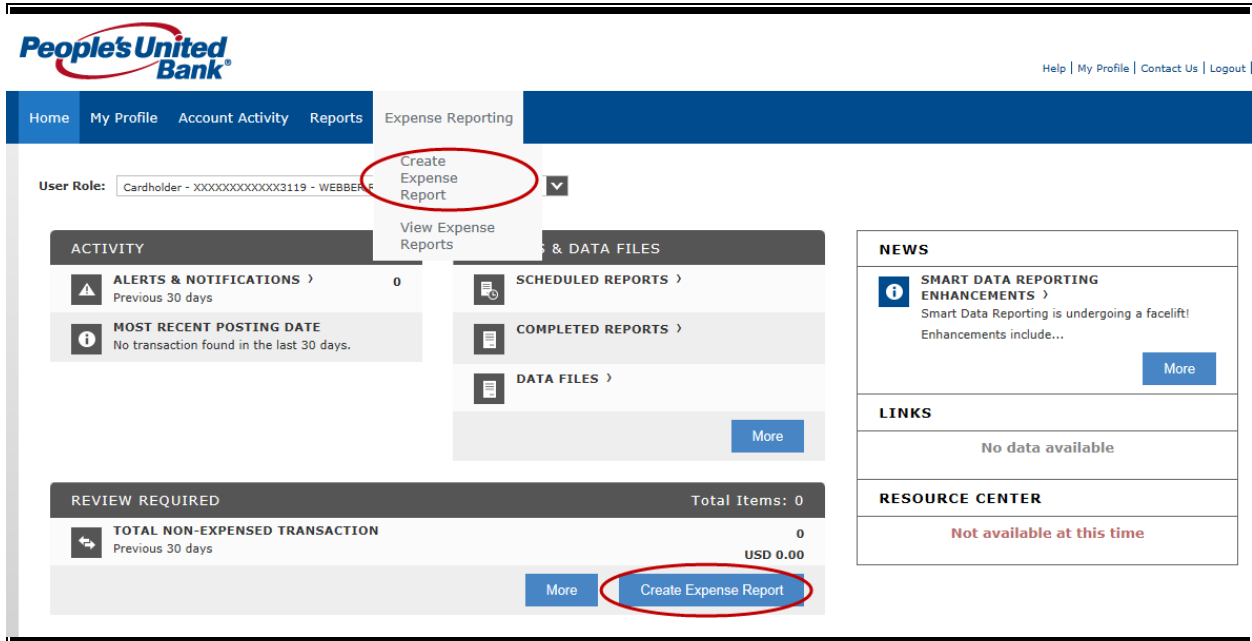 People's United
Bank®
Help | My Profile | Contact Us | Logout |
Home My Profile Account Activity Reports Expense Reporting
Create
Expense
Report
View Expense
Reports
User Role: Cardholder - XXXXXXXXXXXX3119 - WEBBER
ACTIVITY
ALERTS & NOTIFICATIONS › 0
Previous 30 days
MOST RECENT POSTING DATE
No transaction found in the last 30 days.
& DATA FILES
SCHEDULED REPORTS ›
COMPLETED REPORTS ›
DATA FILES ›
More
NEWS
SMART DATA REPORTING
ENHANCEMENTS ›
Smart Data Reporting is undergoing a facelift!
Enhancements include...
More
LINKS
No data available
RESOURCE CENTER
Not available at this time
REVIEW REQUIRED Total Items: 0
TOTAL NON-EXPENSED TRANSACTION 0
Previous 30 days USD 0.00
More Create Expense Report